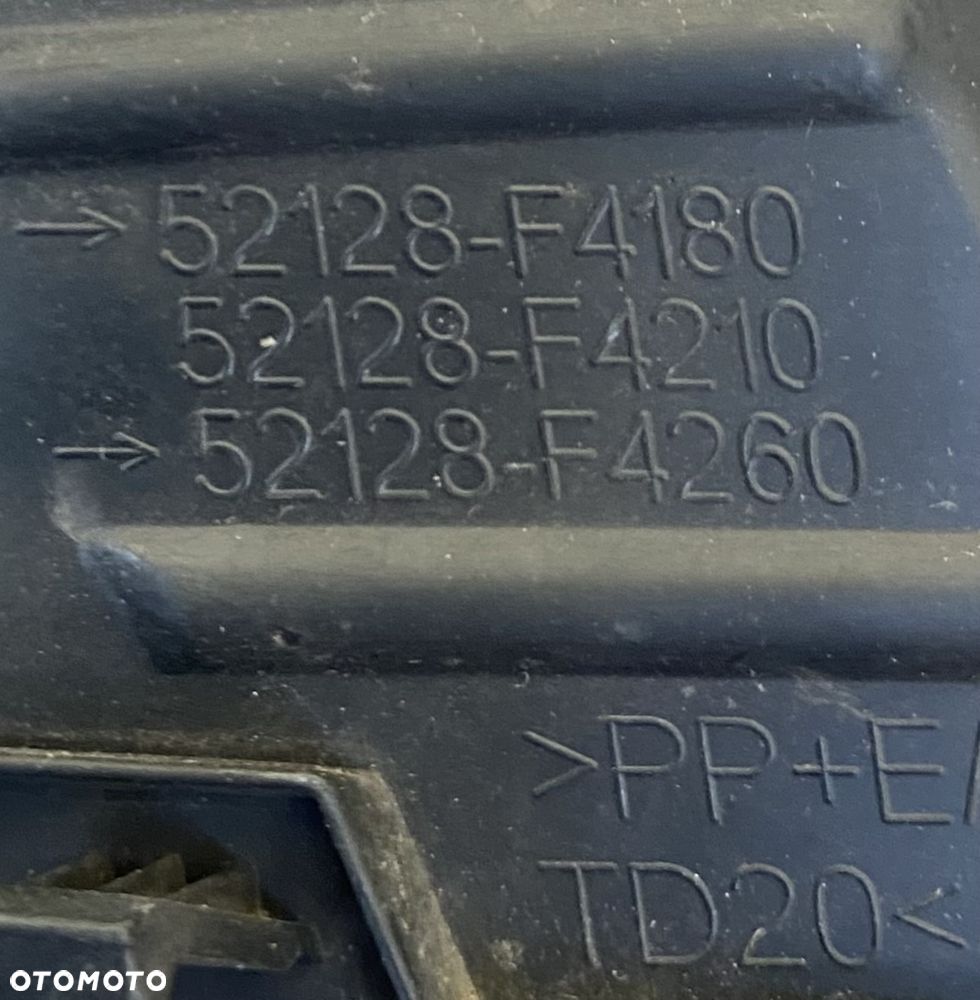 → 52128-F4180
52128-F4210
→ 52128-F4260
>PP+E
TD20<
OTOMOTO